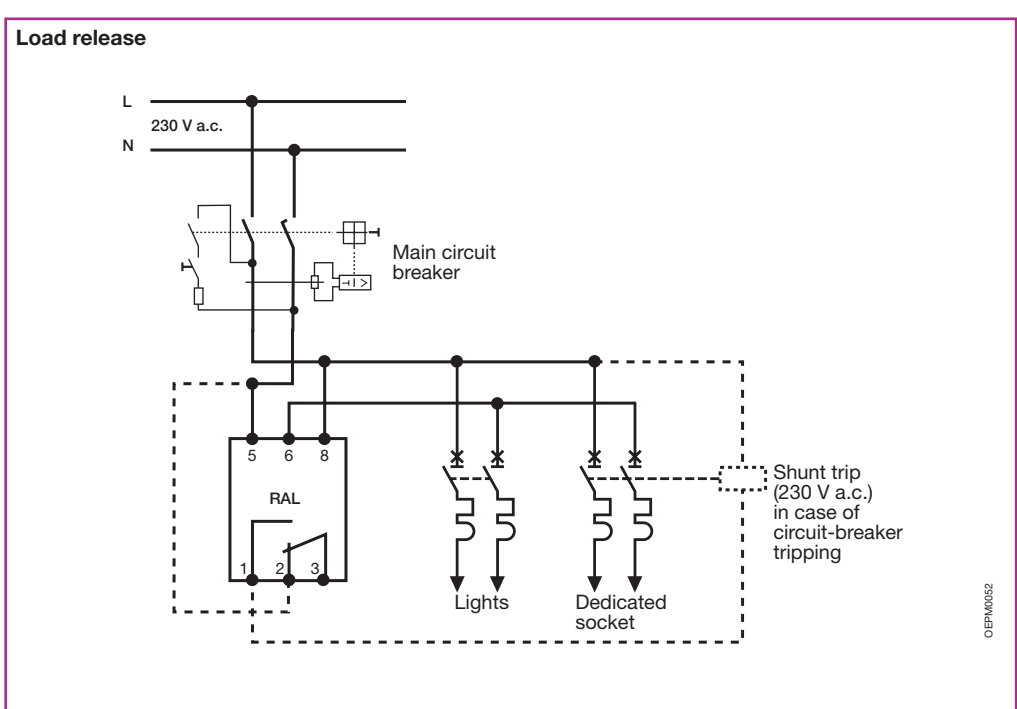 Load release
L
230 V a.c.
N
Main circuit
breaker
5 6 8
RAL
1 2 3
Lights
Dedicated
socket
Shunt trip
(230 V a.c.)
in case of
circuit-breaker
tripping
OEPM0052